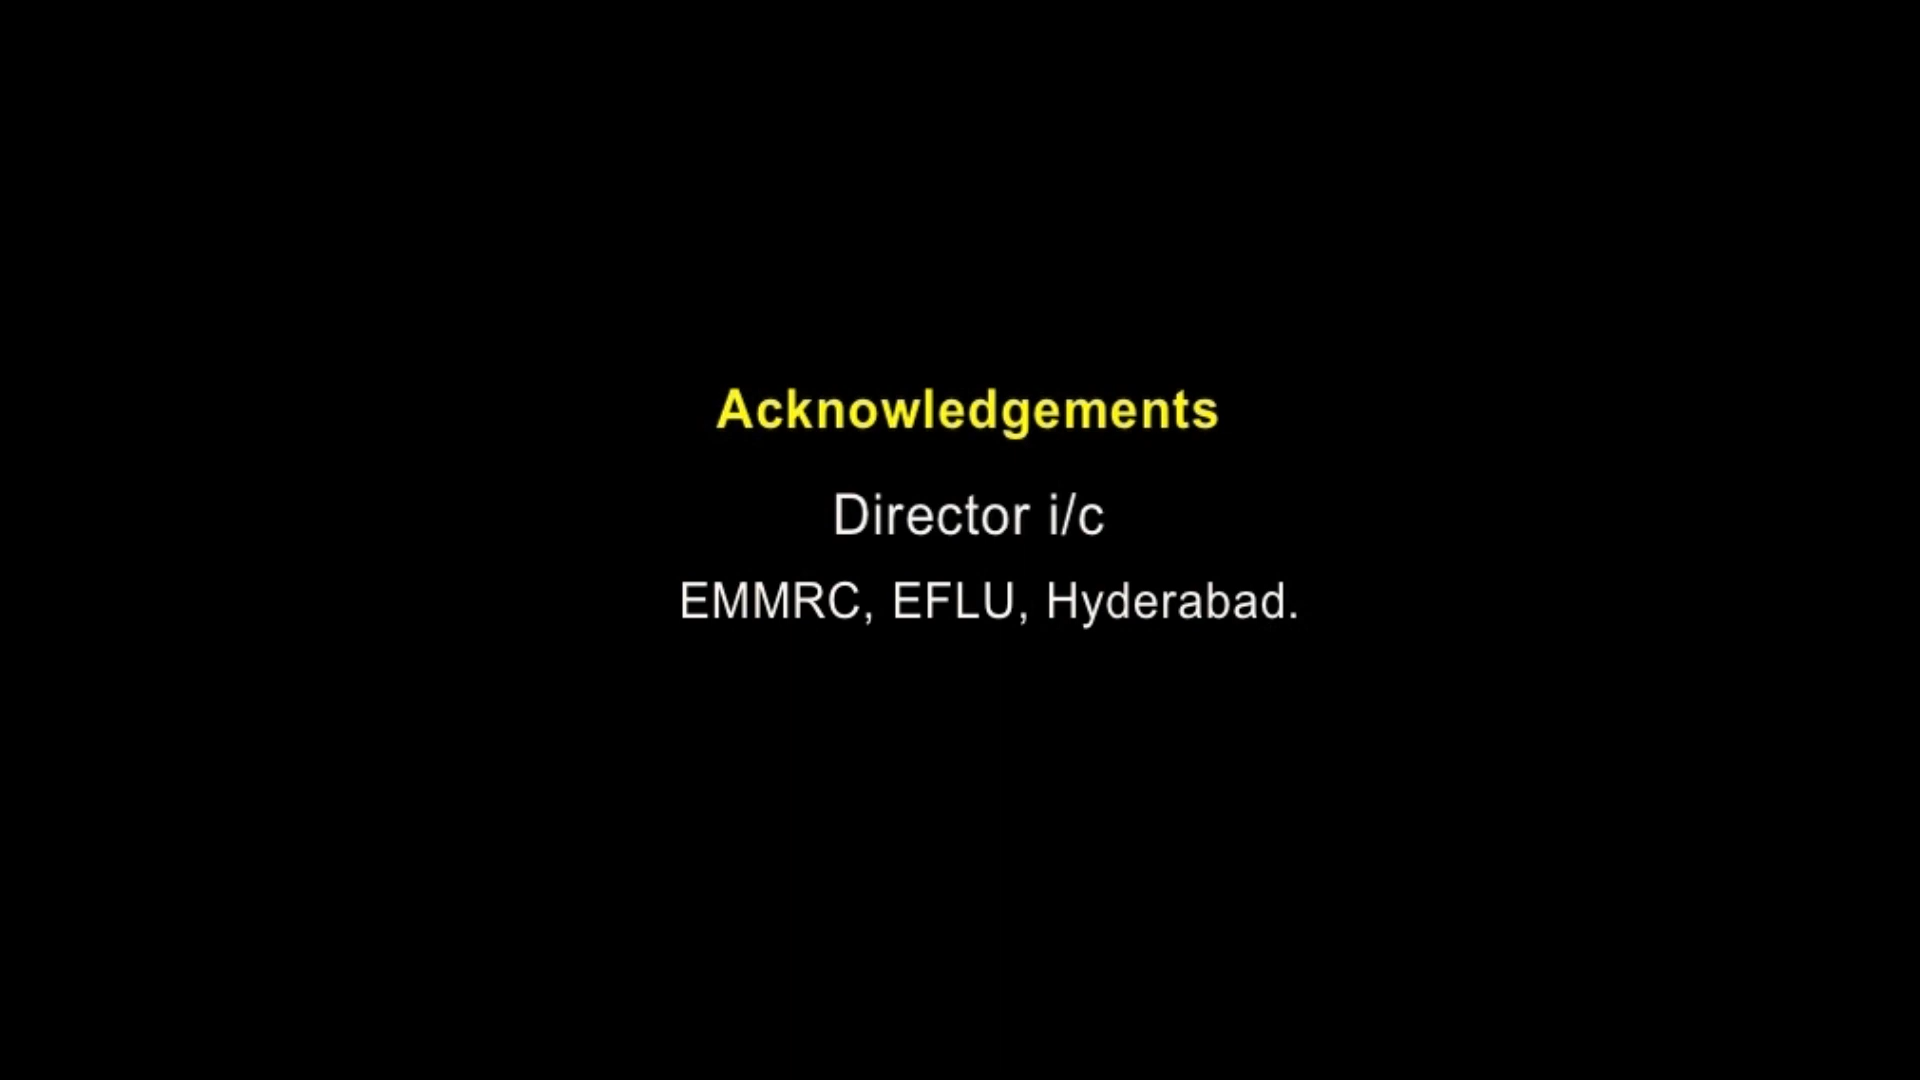 Acknowledgements
Director i/c
EMMRC, EFLU, Hyderabad.